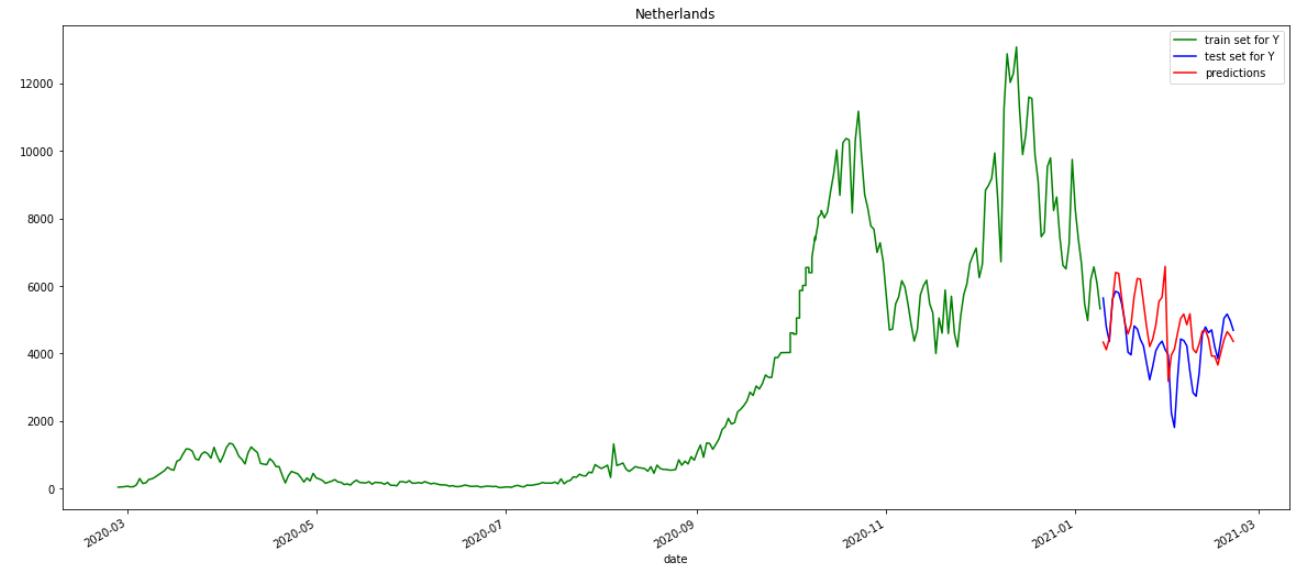 Netherlands
train set for Y
test set for Y
predictions
12000
10000
8000
6000
4000
2000
0
2020-03
2020-05
2020-07
2020-09
2020-11
2021-01
2021-03
date